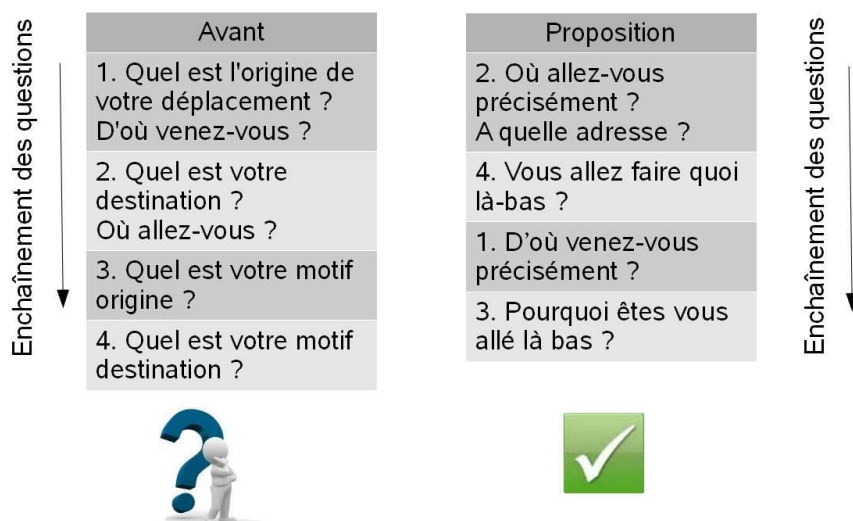 Enchaînement des questions
Avant
1. Quel est l'origine de
votre déplacement ?
D'où venez-vous ?
2. Quel est votre
destination ?
Où allez-vous ?
3. Quel est votre motif
origine ?
4. Quel est votre motif
destination ?
Proposition
2. Où allez-vous
précisément ?
A quelle adresse ?
4. Vous allez faire quoi
là-bas ?
1. D’où venez-vous
précisément ?
3. Pourquoi êtes vous
allé là bas ?
Enchaînement des questions